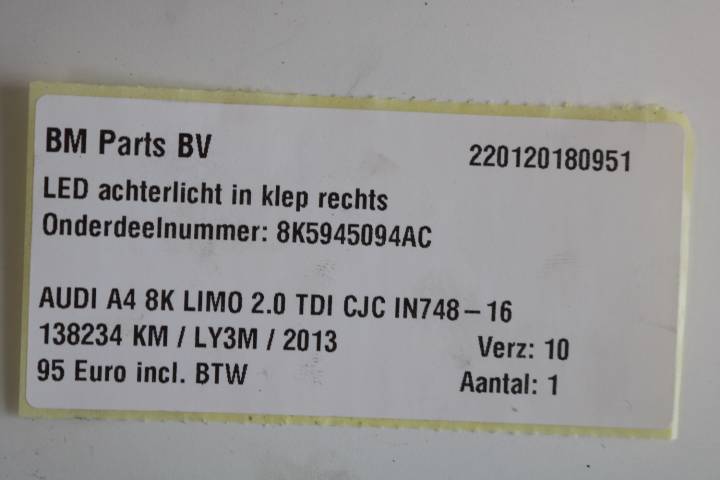 BM Parts BV 220120180951
LED achterlicht in klep rechts
Onderdeelnummer: 8K5945094AC
AUDI A4 8K LIMO 2.0 TDI CJC IN748-16
138234 KM / LY3M / 2013 Verz: 10
95 Euro incl. BTW Aantal: 1